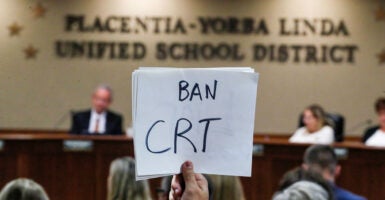 PLACENTIA-YORBA LINDA
UNIFIED SCHOOL DISTRICT
BAN
CRT